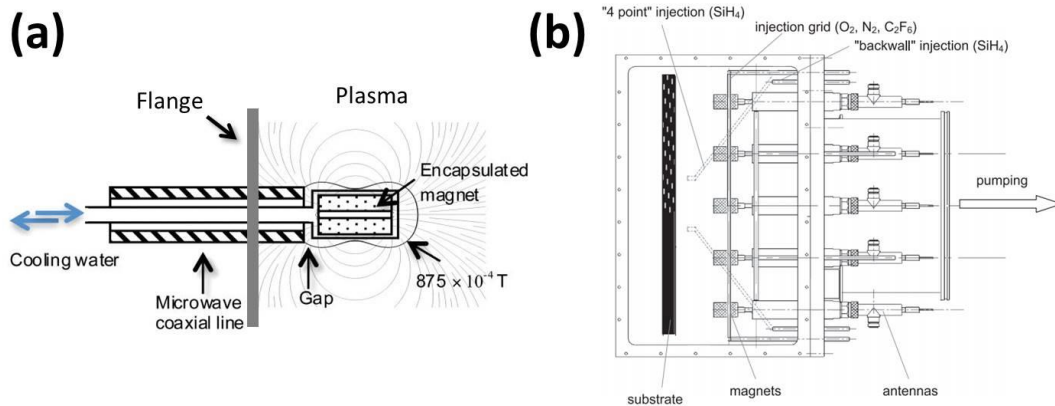 (a)
Flange
Plasma
Encapsulated
magnet
Cooling water
Microwave
coaxial line
Gap
875 × 10⁻⁴ T
(b)
"4 point" injection (SiH₄)
injection grid (O₂, N₂, C₂F₆)
"backwall" injection (SiH₄)
pumping
substrate
magnets
antennas